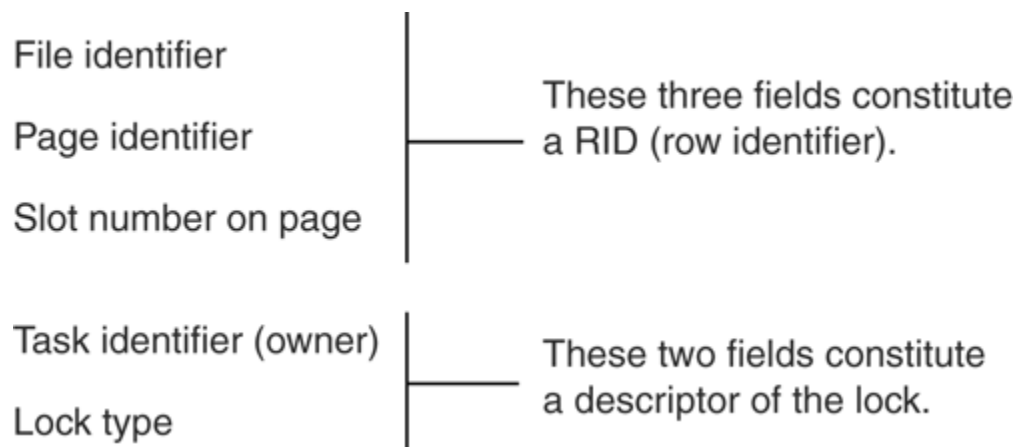 File identifier
Page identifier
Slot number on page
These three fields constitute
a RID (row identifier).
Task identifier (owner)
Lock type
These two fields constitute
a descriptor of the lock.